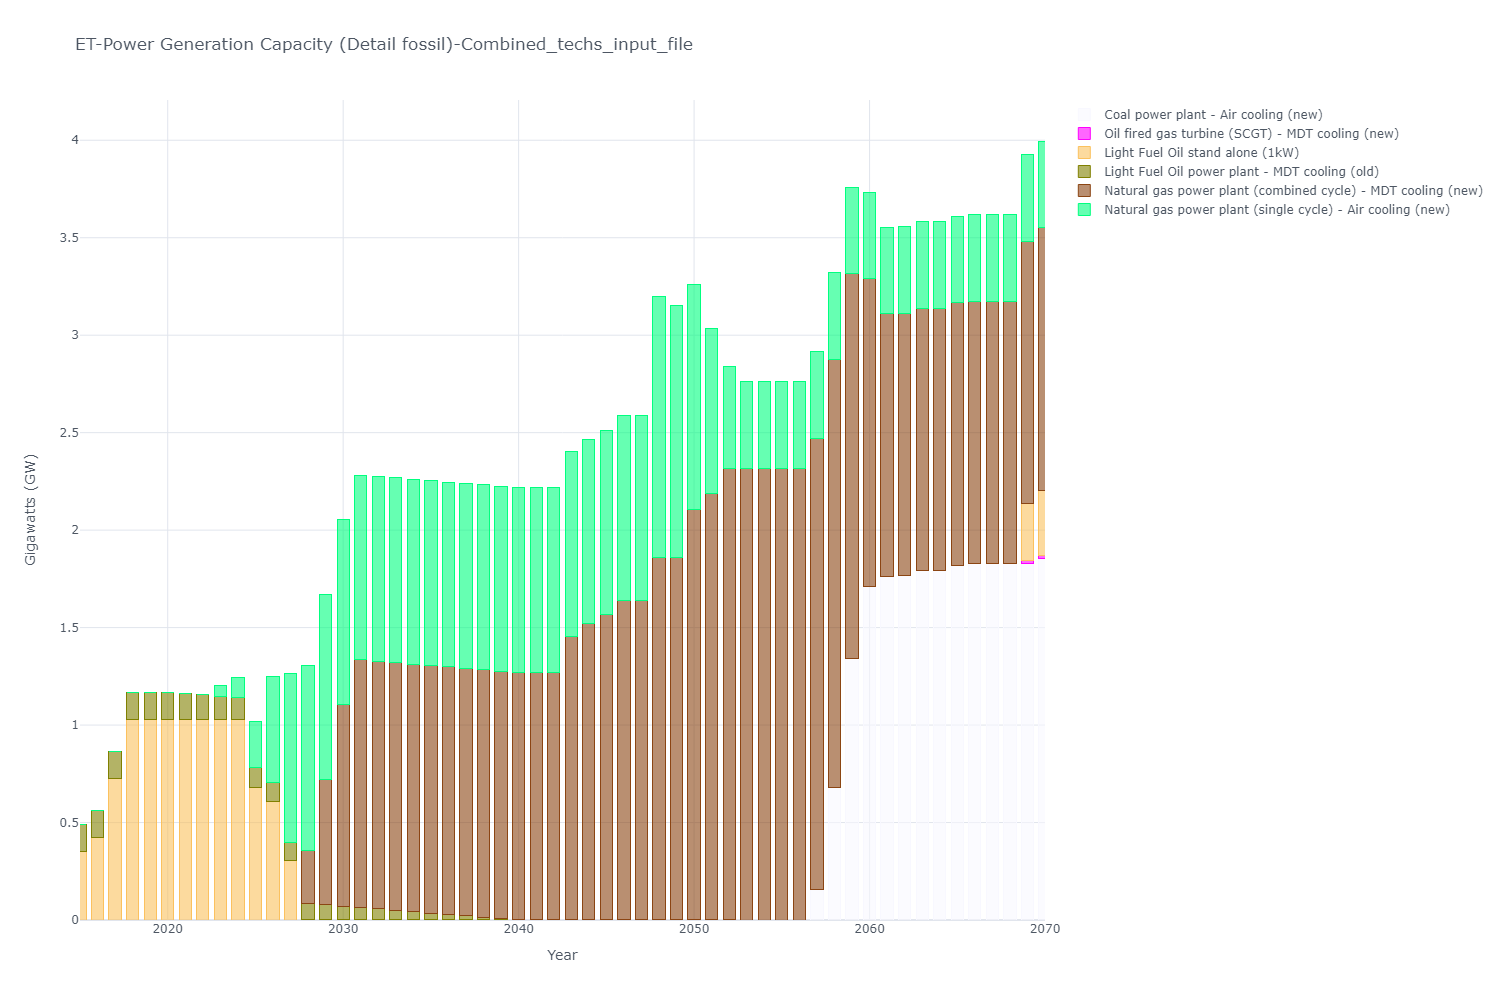 ET-Power Generation Capacity (Detail fossil)-Combined_techs_input_file
Coal power plant - Air cooling (new)
Oil fired gas turbine (SCGT) - MDT cooling (new)
Light Fuel Oil stand alone (1kW)
Light Fuel Oil power plant - MDT cooling (old)
Natural gas power plant (combined cycle) - MDT cooling (new)
Natural gas power plant (single cycle) - Air cooling (new)
4
3.5
3
2.5
2
1.5
1
0.5
0
Gigawatts (GW)
2020 2030 2040 2050 2060 2070
Year